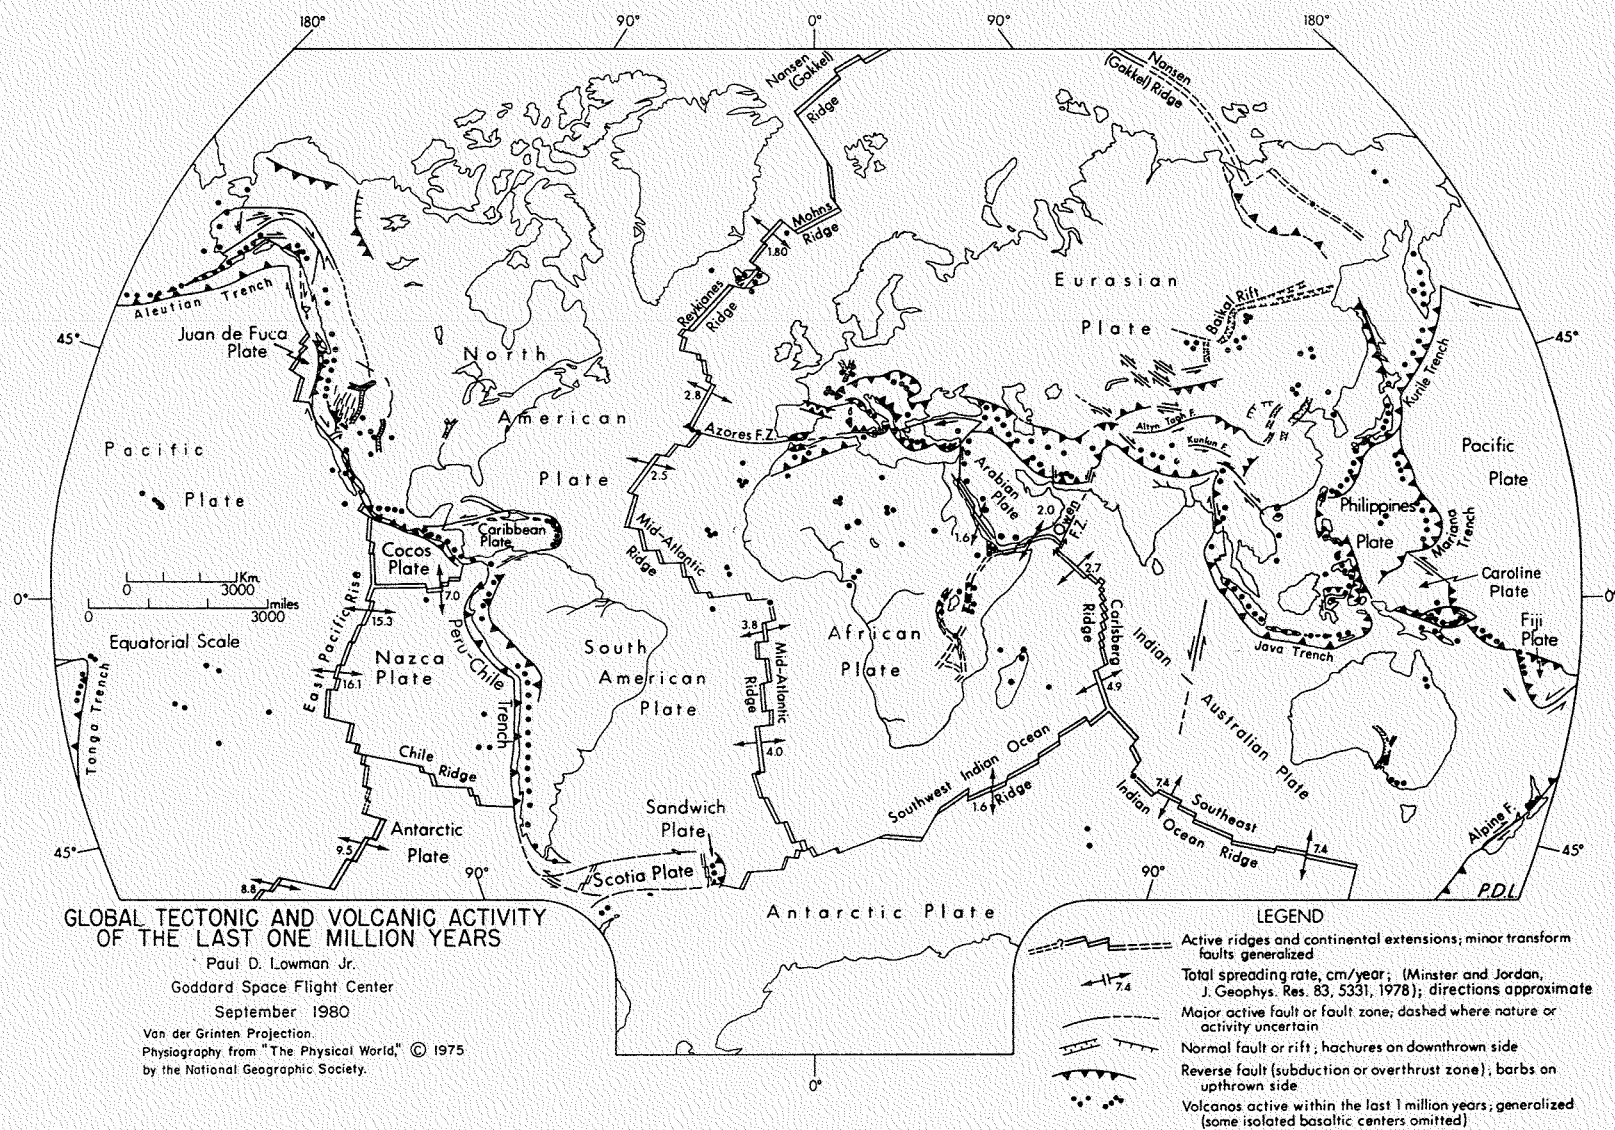 180°
90°
0°
90°
180°
Nansen
(Gakkel)
Ridge
Nansen
(Gakkel) Ridge
Mohns
Ridge
1.80
Reykjanes
Ridge
Aleutian Trench
Juan de Fuca
Plate
45°
45°
North
American
Plate
Eurasian
Plate
Baikal Rift
Kurile Trench
2.8
Azores F.Z.
2.5
Altyn Tagh F.
Kunlun F.
Pacific
Plate
Pacific
Plate
Arabian
Plate
2.0
1.6
Owen
F.Z.
Philippines
Plate
Mariana
Trench
Caribbean
Plate
Cocos
Plate
Mid-Atlantic
Ridge
2.7
Caroline
Plate
Km.
0
3000
miles
0
3000
Equatorial Scale
0°
0°
7.0
15.3
16.1
East Pacific Rise
Nazca
Plate
Peru-Chile
Trench
South
American
Plate
3.8
Mid-Atlantic
Ridge
4.0
African
Plate
Carlsberg
Ridge
4.9
Indian
Australian Plate
Java Trench
Fiji
Plate
Tonga Trench
Chile Ridge
Southwest Indian Ocean
Ridge
1.6
7.4
Southeast
Indian Ocean Ridge
7.4
Alpine F.
Sandwich
Plate
Scotia Plate
Antarctic
Plate
9.5
8.8
45°
45°
90°
90°
P.D.L.
Antarctic Plate
0°
GLOBAL TECTONIC AND VOLCANIC ACTIVITY
OF THE LAST ONE MILLION YEARS
Paul D. Lowman Jr.
Goddard Space Flight Center
September 1980
Van der Grinten Projection.
Physiography from "The Physical World," © 1975
by the National Geographic Society.
LEGEND
Active ridges and continental extensions; minor transform
faults generalized
7.4
Total spreading rate, cm/year; (Minster and Jordan,
J. Geophys. Res. 83, 5331, 1978); directions approximate
Major active fault or fault zone; dashed where nature or
activity uncertain
Normal fault or rift; hachures on downthrown side
Reverse fault (subduction or overthrust zone); barbs on
upthrown side
Volcanos active within the last 1 million years; generalized
(some isolated basaltic centers omitted)